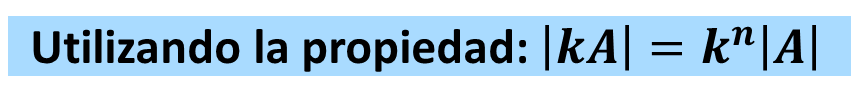 Utilizando la propiedad: |kA| = kⁿ|A|